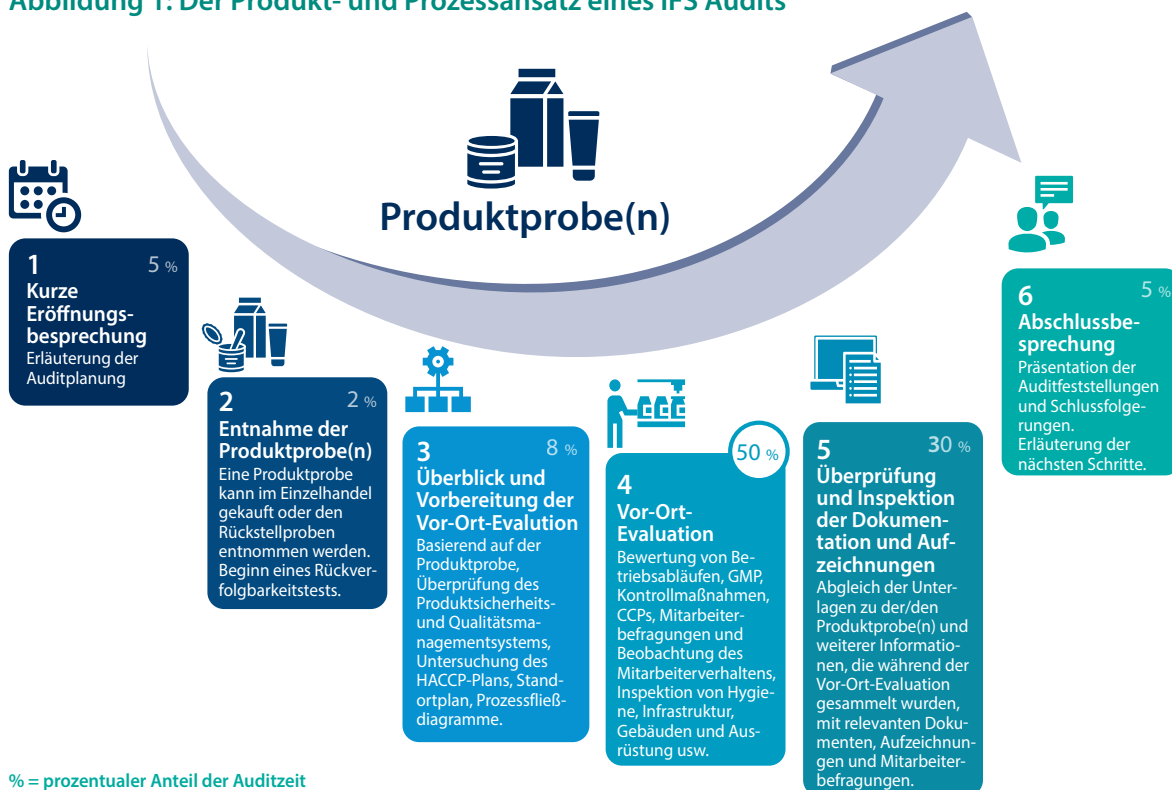 Abbildung 1: Der Produkt- und Prozessansatz eines IFS Audits
Produktprobe(n)
1
5 %
Kurze
Eröffnungs-
besprechung
Erläuterung der
Auditplanung
2
2 %
Entnahme der
Produktprobe(n)
Eine Produktprobe
kann im Einzelhandel
gekauft oder den
Rückstellproben
entnommen werden.
Beginn eines Rückver-
folgbarkeitstests.
3
8 %
Überblick und
Vorbereitung der
Vor-Ort-Evalution
Basierend auf der
Produktprobe,
Überprüfung des
Produktsicherheits-
und Qualitätsma-
nagementsystems,
Untersuchung des
HACCP-Plans, Stand-
ortplan, Prozessfließ-
diagramme.
4
50 %
Vor-Ort-
Evaluation
Bewertung von Be-
triebsabläufen, GMP,
Kontrollmaßnahmen,
CCPs, Mitarbeiter-
befragungen und
Beobachtung des
Mitarbeiterverhaltens,
Inspektion von Hygie-
ne, Infrastruktur,
Gebäuden und Aus-
rüstung usw.
5
30 %
Überprüfung
und Inspektion
der Dokumen-
tation und Auf-
zeichnungen
Abgleich der Unter-
lagen zu der/den
Produktprobe(n) und
weiterer Informatio-
nen, die während der
Vor-Ort-Evaluation
gesammelt wurden,
mit relevanten Doku-
menten, Aufzeichnun-
gen und Mitarbeiter-
befragungen.
6
5 %
Abschlussbe-
sprechung
Präsentation der
Auditfeststellungen
und Schlussfolge-
rungen.
Erläuterung der
nächsten Schritte.
% = prozentualer Anteil der Auditzeit